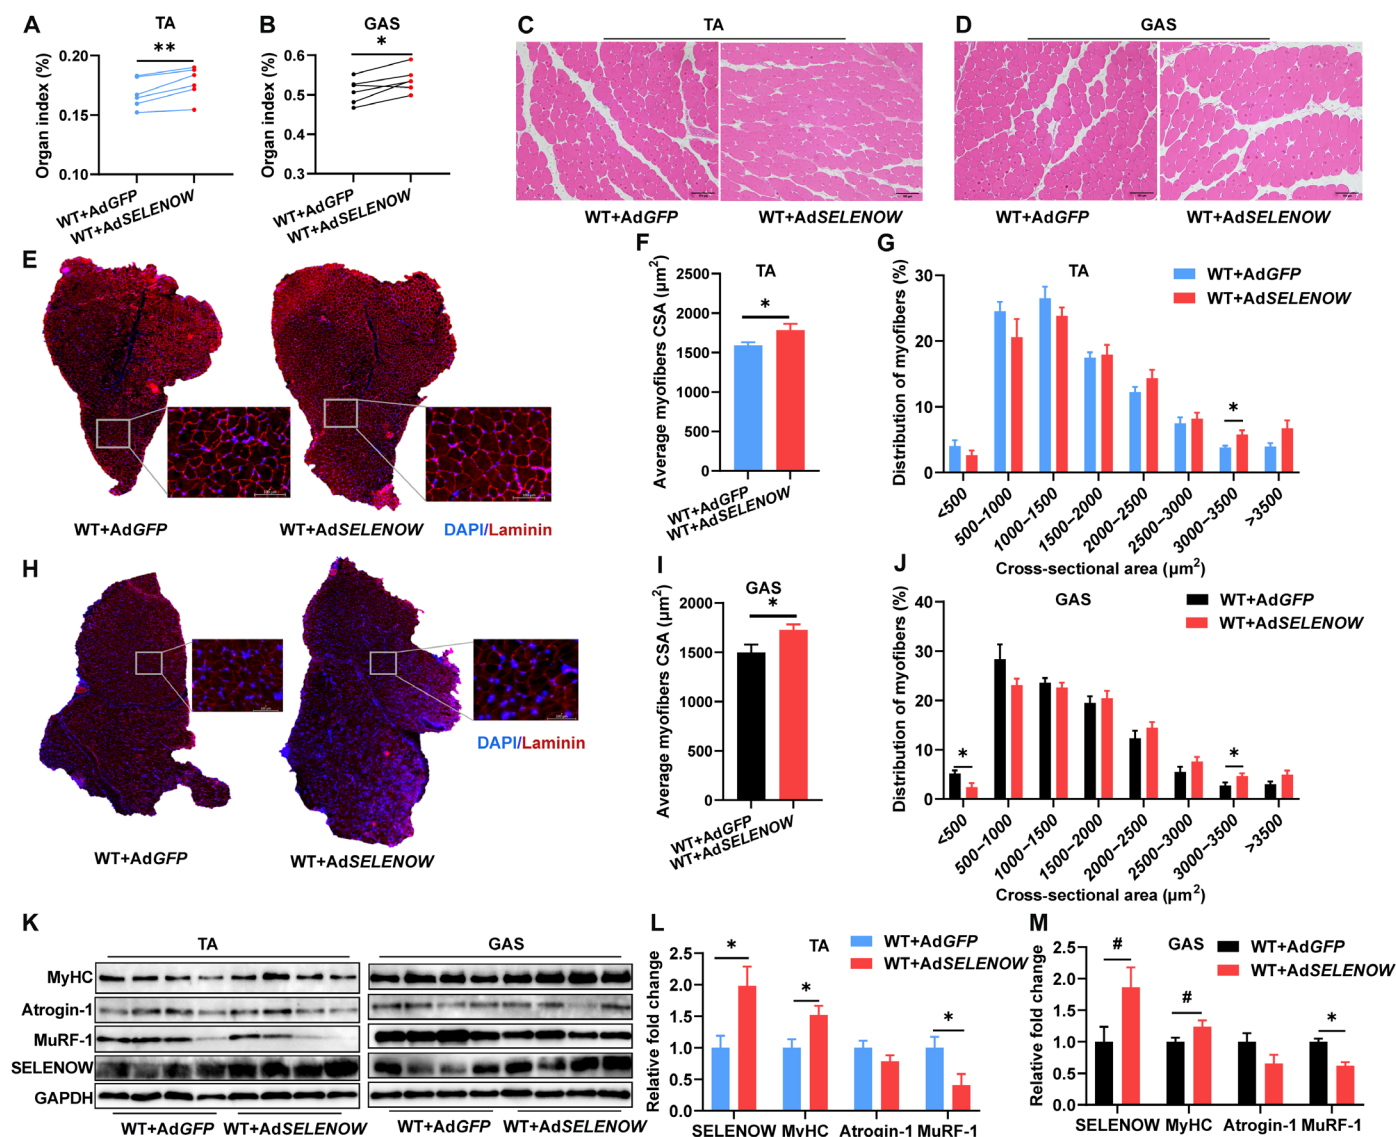 A
TA
Organ index (%)
0.20
0.15
0.10
**
WT+AdGFP
WT+AdSELENOW
B
GAS
Organ index (%)
0.6
0.5
0.4
0.3
*
WT+AdGFP
WT+AdSELENOW
C
TA
WT+AdGFP
WT+AdSELENOW
D
GAS
WT+AdGFP
WT+AdSELENOW
E
WT+AdGFP
WT+AdSELENOW
DAPI/Laminin
F
TA
Average myofibers CSA (µm²)
2500
2000
1500
1000
500
0
*
WT+AdGFP
WT+AdSELENOW
G
TA
WT+AdGFP
WT+AdSELENOW
Distribution of myofibers (%)
30
20
10
0
*
<500
500–1000
1000–1500
1500–2000
2000–2500
2500–3000
3000–3500
>3500
Cross-sectional area (µm²)
H
WT+AdGFP
WT+AdSELENOW
DAPI/Laminin
I
GAS
Average myofibers CSA (µm²)
2000
1500
1000
500
0
*
WT+AdGFP
WT+AdSELENOW
J
GAS
WT+AdGFP
WT+AdSELENOW
Distribution of myofibers (%)
40
30
20
10
0
*
*
<500
500–1000
1000–1500
1500–2000
2000–2500
2500–3000
3000–3500
>3500
Cross-sectional area (µm²)
K
TA
GAS
MyHC
Atrogin-1
MuRF-1
SELENOW
GAPDH
WT+AdGFP
WT+AdSELENOW
WT+AdGFP
WT+AdSELENOW
L
TA
WT+AdGFP
WT+AdSELENOW
Relative fold change
2.5
2.0
1.5
1.0
0.5
0.0
*
*
*
SELENOW MyHC Atrogin-1 MuRF-1
M
GAS
WT+AdGFP
WT+AdSELENOW
Relative fold change
2.5
2.0
1.5
1.0
0.5
0.0
#
#
*
SELENOW MyHC Atrogin-1 MuRF-1